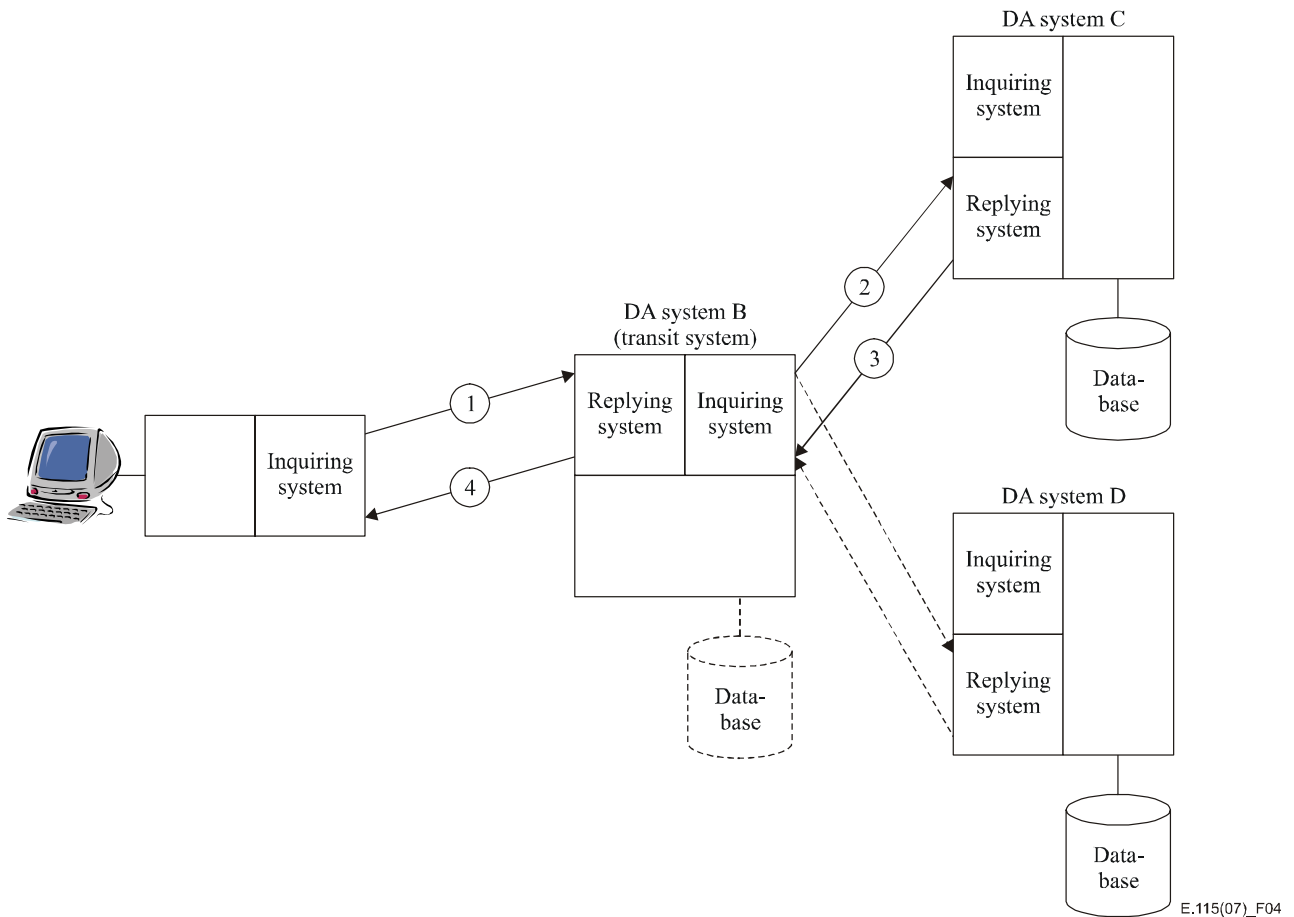 DA system C
Inquiring
system
Replying
system
2
Data-
base
DA system B
(transit system)
3
1
Replying
system
Inquiring
system
Inquiring
system
4
DA system D
Inquiring
system
Replying
system
Data-
base
Data-
base
E.115(07)_F04